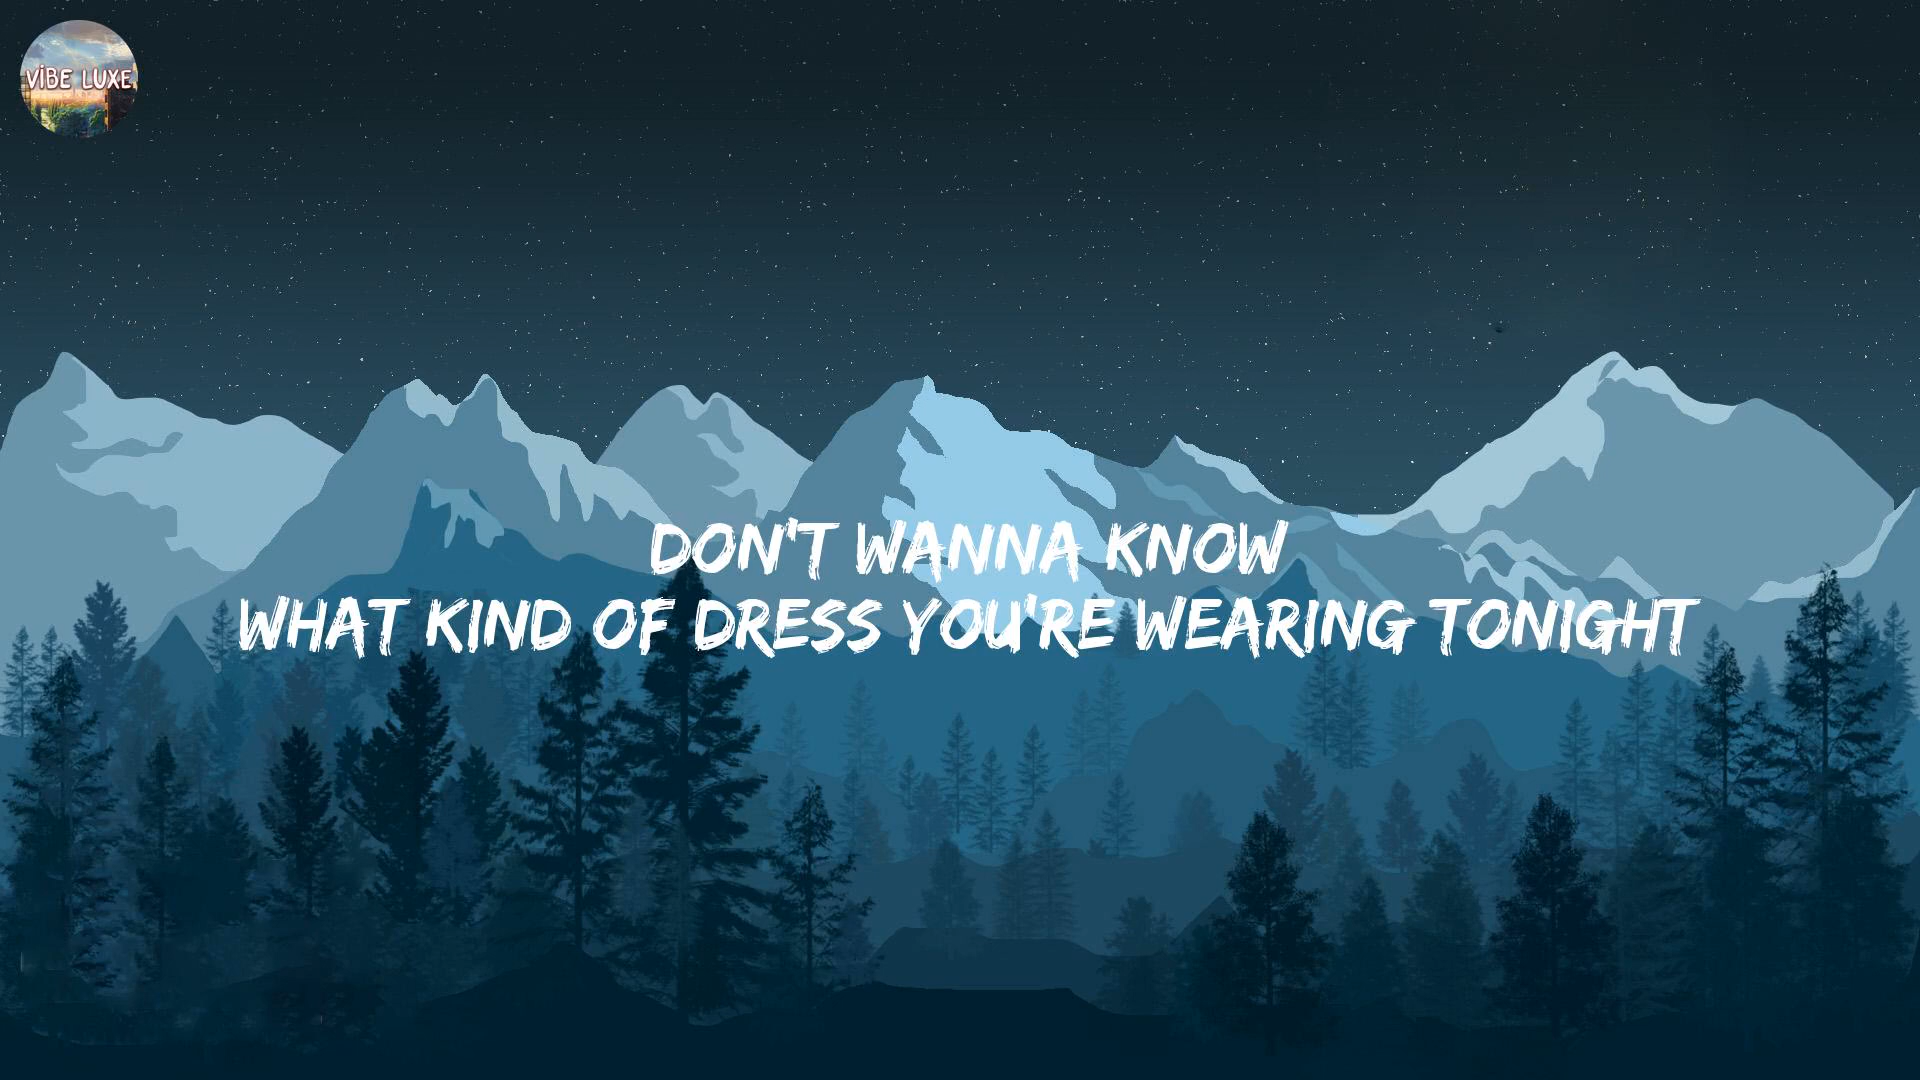 VIBE LUXE
DON'T WANNA KNOW
WHAT KIND OF DRESS YOU'RE WEARING TONIGHT